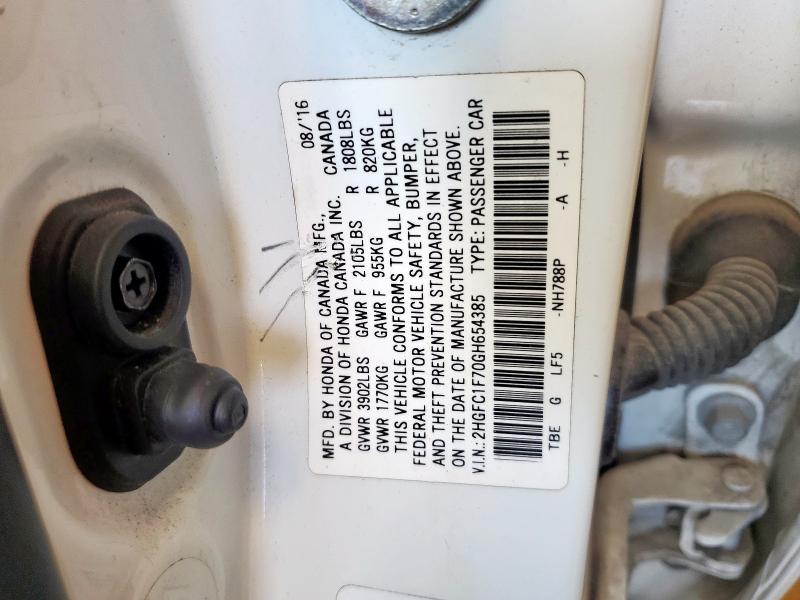 MFD. BY HONDA OF CANADA MFG., 08/'16
A DIVISION OF HONDA CANADA INC. CANADA
GVWR 3902LBS GAWR F 2105LBS R 1808LBS
GVWR 1770KG GAWR F 955KG R 820KG
THIS VEHICLE CONFORMS TO ALL APPLICABLE
FEDERAL MOTOR VEHICLE SAFETY, BUMPER,
AND THEFT PREVENTION STANDARDS IN EFFECT
ON THE DATE OF MANUFACTURE SHOWN ABOVE.
V.I.N.:2HGFC1F70GH654385 TYPE: PASSENGER CAR
TBE G LF5 -NH788P -A -H